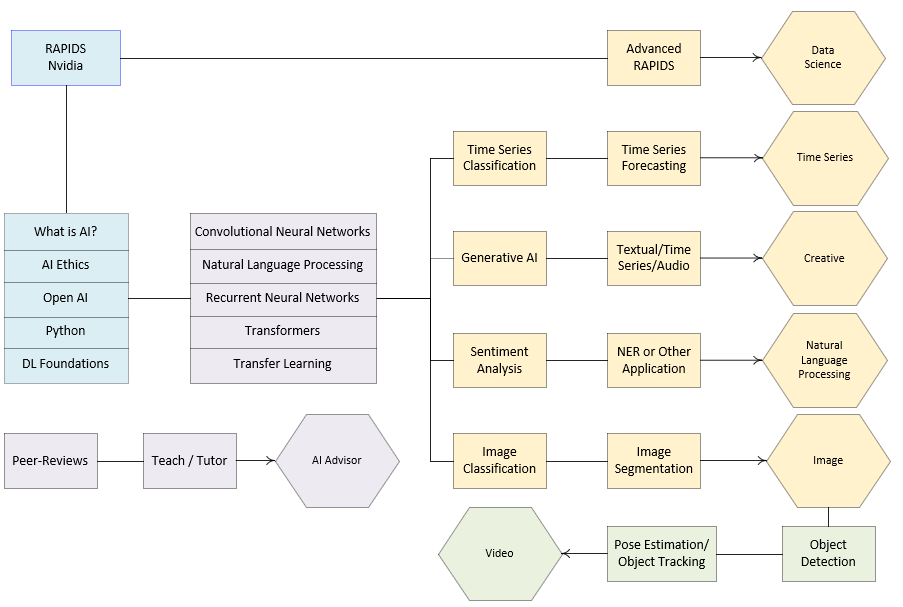 RAPIDS
Nvidia
Advanced
RAPIDS
Data
Science
Time Series
Classification
Time Series
Forecasting
Time Series
What is AI?
AI Ethics
Open AI
Python
DL Foundations
Convolutional Neural Networks
Natural Language Processing
Recurrent Neural Networks
Transformers
Transfer Learning
Generative AI
Textual/Time
Series/Audio
Creative
Sentiment
Analysis
NER or Other
Application
Natural
Language
Processing
Peer-Reviews
Teach / Tutor
AI Advisor
Image
Classification
Image
Segmentation
Image
Video
Pose Estimation/
Object Tracking
Object
Detection